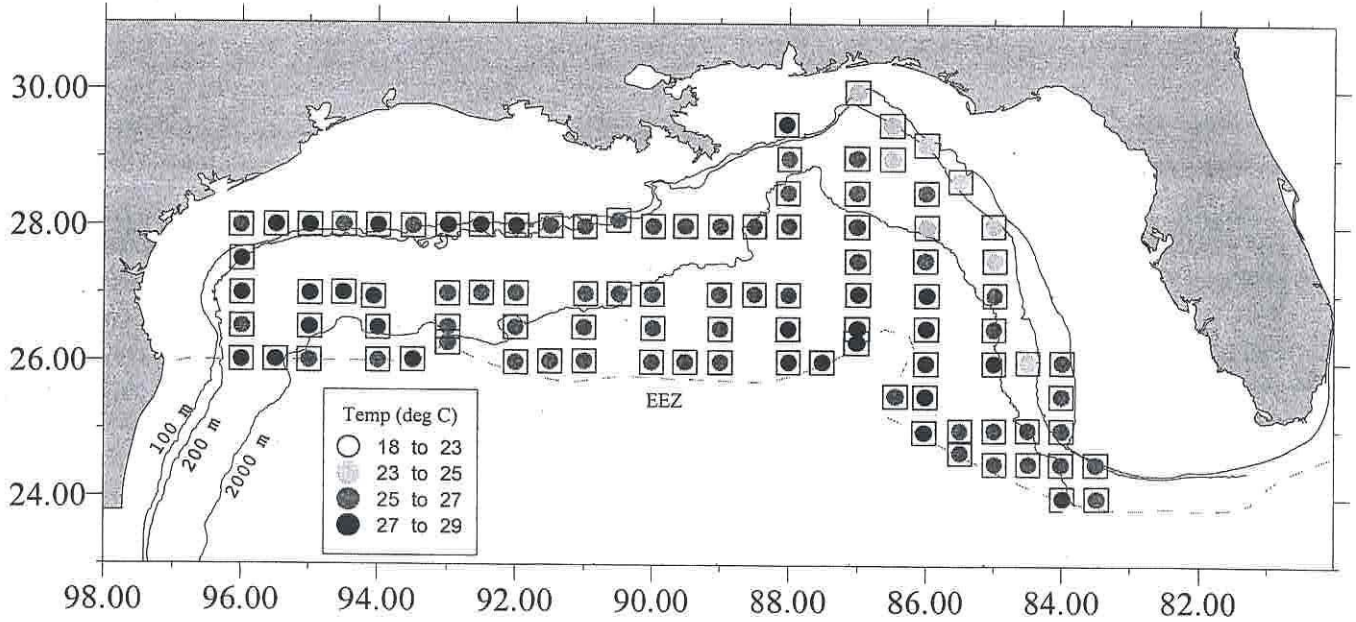 30.00
28.00
26.00
24.00
100 m
200 m
2000 m
EEZ
Temp (deg C)
18 to 23
23 to 25
25 to 27
27 to 29
98.00 96.00 94.00 92.00 90.00 88.00 86.00 84.00 82.00